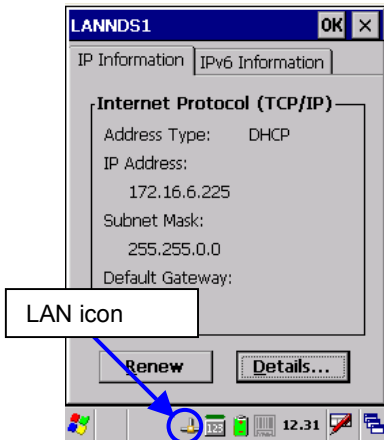 LANNDS1 OK
IP Information IPv6 Information
Internet Protocol (TCP/IP)
Address Type: DHCP
IP Address:
172.16.6.225
Subnet Mask:
255.255.0.0
Default Gateway:
LAN icon
Renew Details...
123 12.31